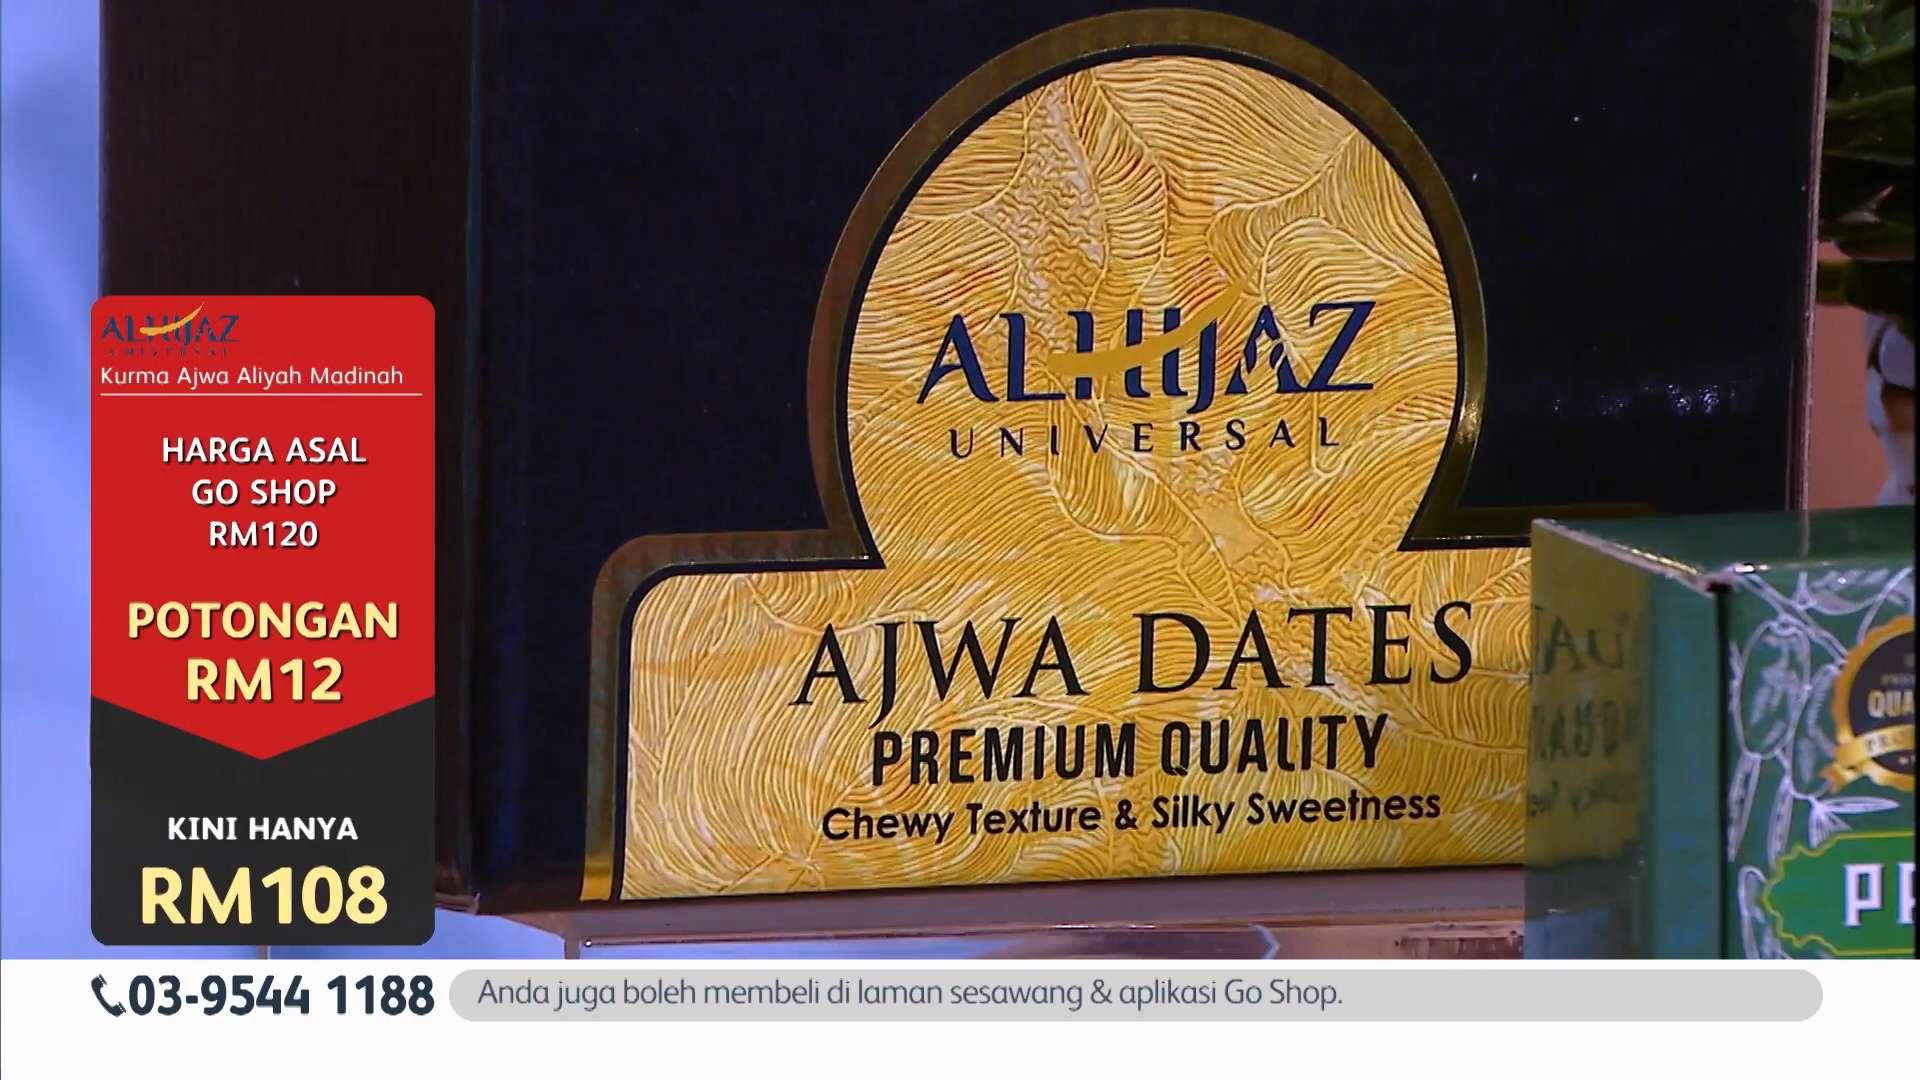 ALHIJAZ
UNIVERSAL
Kurma Ajwa Aliyah Madinah
HARGA ASAL
GO SHOP
RM120
POTONGAN
RM12
KINI HANYA
RM108
ALHIJAZ
UNIVERSAL
AJWA DATES
PREMIUM QUALITY
Chewy Texture & Silky Sweetness
03-9544 1188
Anda juga boleh membeli di laman sesawang & aplikasi Go Shop.